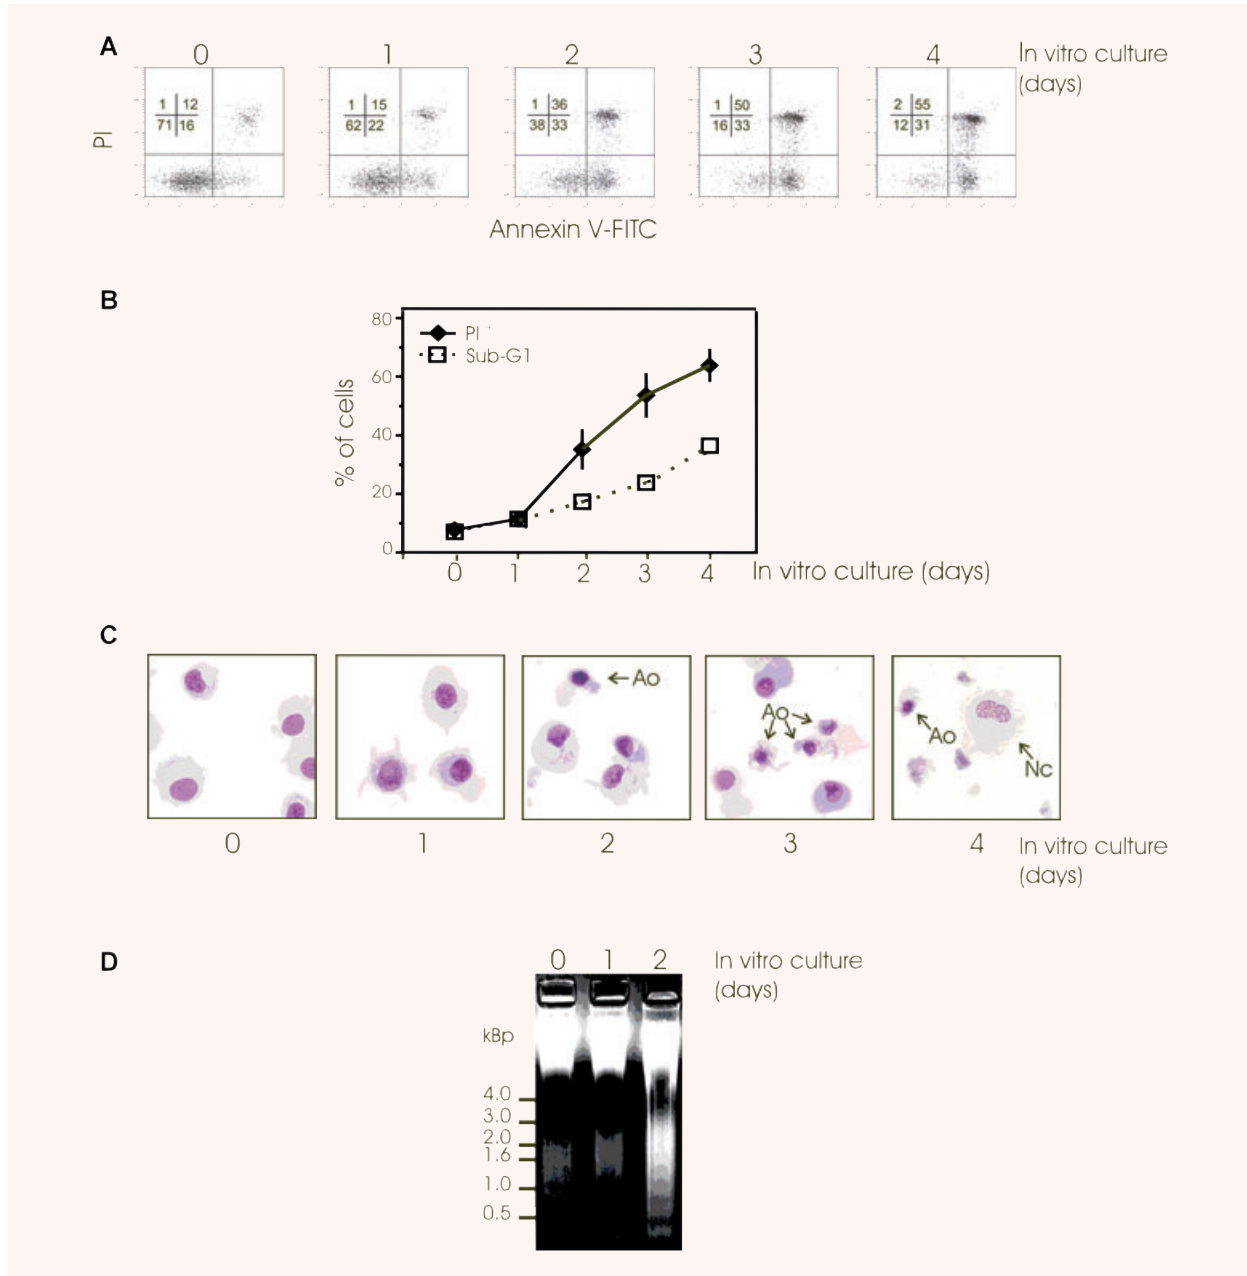 A
0 1 2 3 4 In vitro culture
(days)
PI
1 12
71 16
1 15
62 22
1 36
38 33
1 50
16 33
2 55
12 31
Annexin V-FITC
B
% of cells
80
60
40
20
0
PI
Sub-G1
0 1 2 3 4 In vitro culture (days)
C
Ao
Ao
Ao
Nc
0 1 2 3 4 In vitro culture
(days)
D
0 1 2 In vitro culture
(days)
kBp
4.0
3.0
2.0
1.6
1.0
0.5